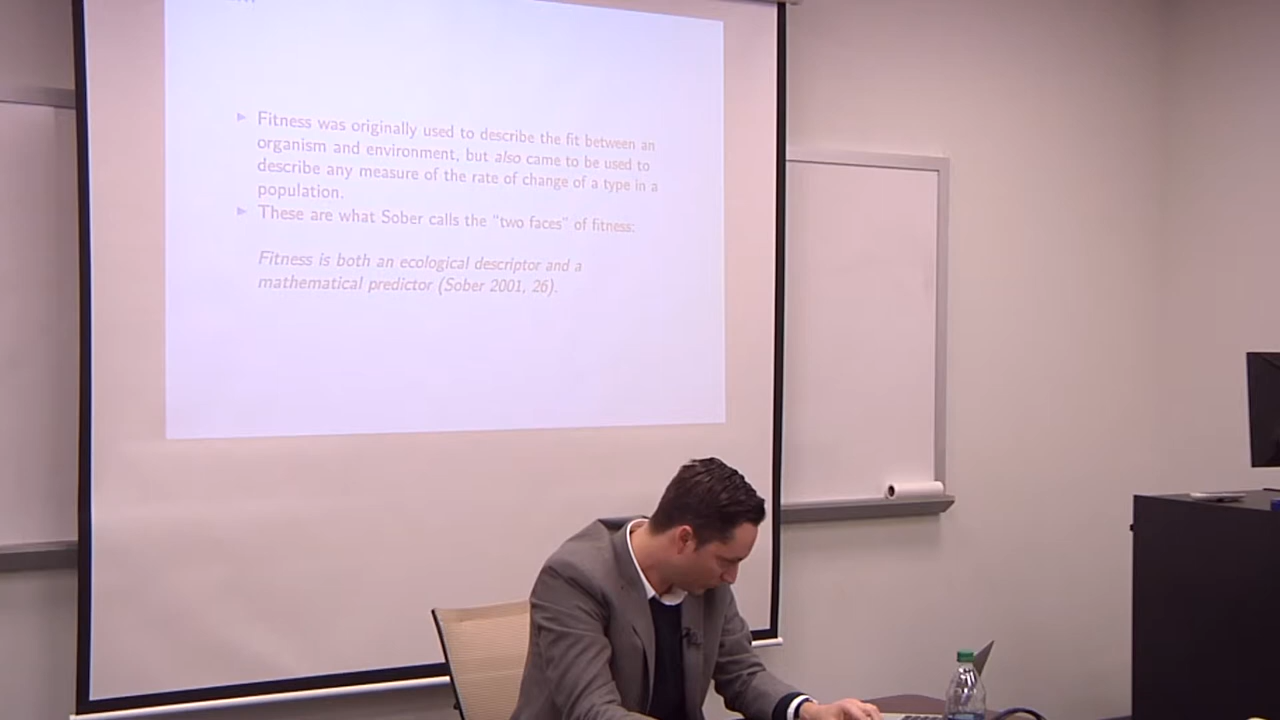 Fitness was originally used to describe the fit between an
organism and environment, but also came to be used to
describe any measure of the rate of change of a type in a
population.
These are what Sober calls the "two faces" of fitness:
Fitness is both an ecological descriptor and a
mathematical predictor (Sober 2001, 26).